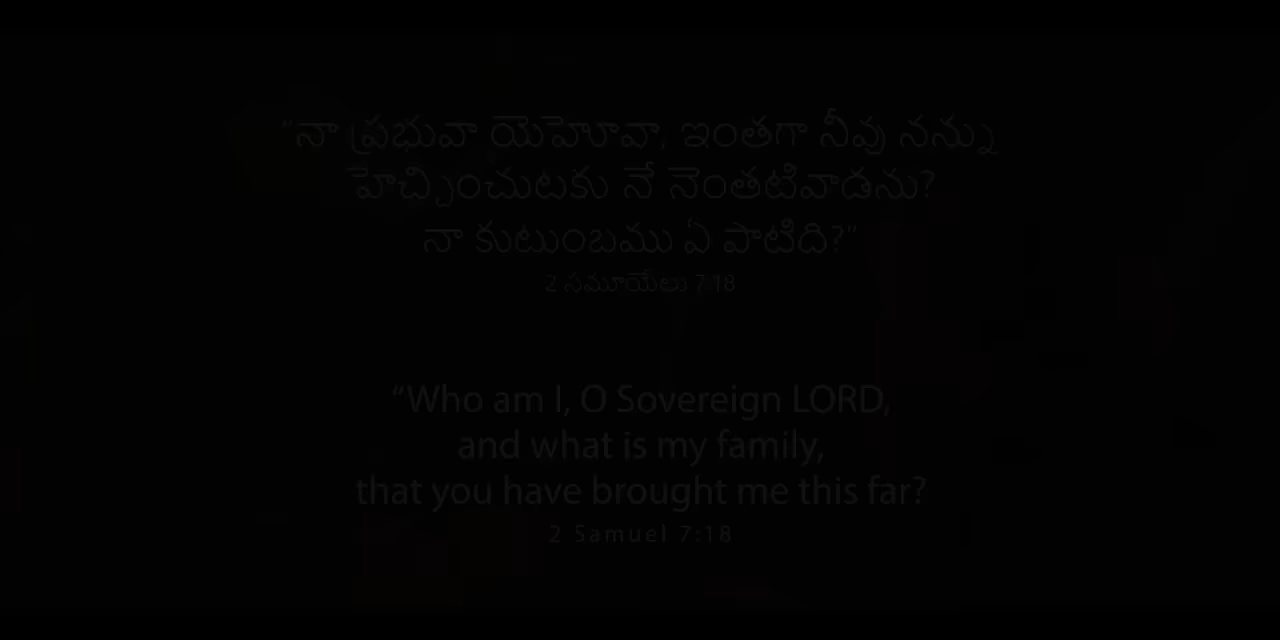 "నా ప్రభువా యెహోవా, ఇంతగా నీవు నన్ను
హెచ్చించుటకు నే నెంతటివాడను?
నా కుటుంబము ఏ పాటిది?"
2 సమూయేలు 7:18
“Who am I, O Sovereign LORD,
and what is my family,
that you have brought me this far?
2 Samuel 7:18